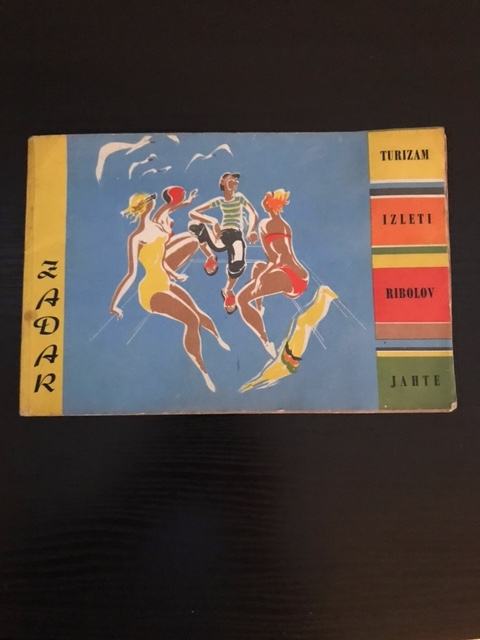 ZADAR
TURIZAM
IZLETI
RIBOLOV
JAHTE